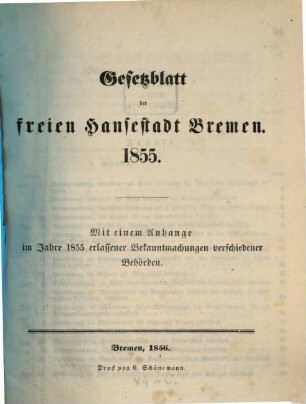 Gesetzblatt
der
freien Hansestadt Bremen.
1855.
Mit einem Anhange
im Jahre 1855 erlassener Bekanntmachungen verschiedener
Behörden.
Bremen, 1856.
Druck von C. Schünemann.